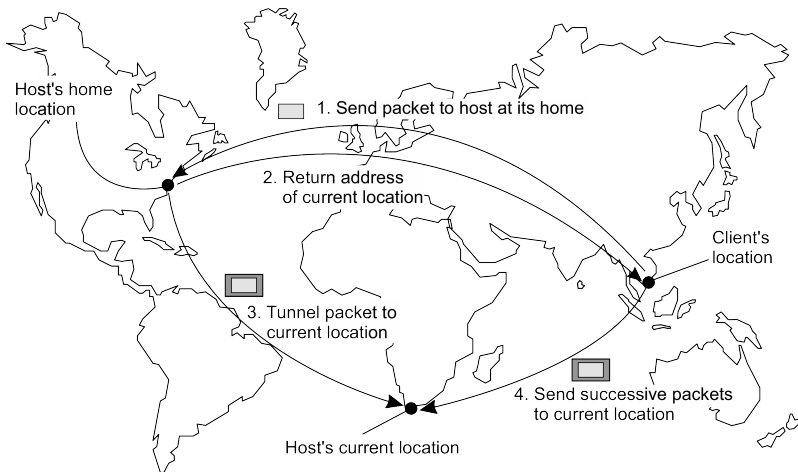 Host's home
location
1. Send packet to host at its home
2. Return address
of current location
Client's
location
3. Tunnel packet to
current location
4. Send successive packets
to current location
Host's current location